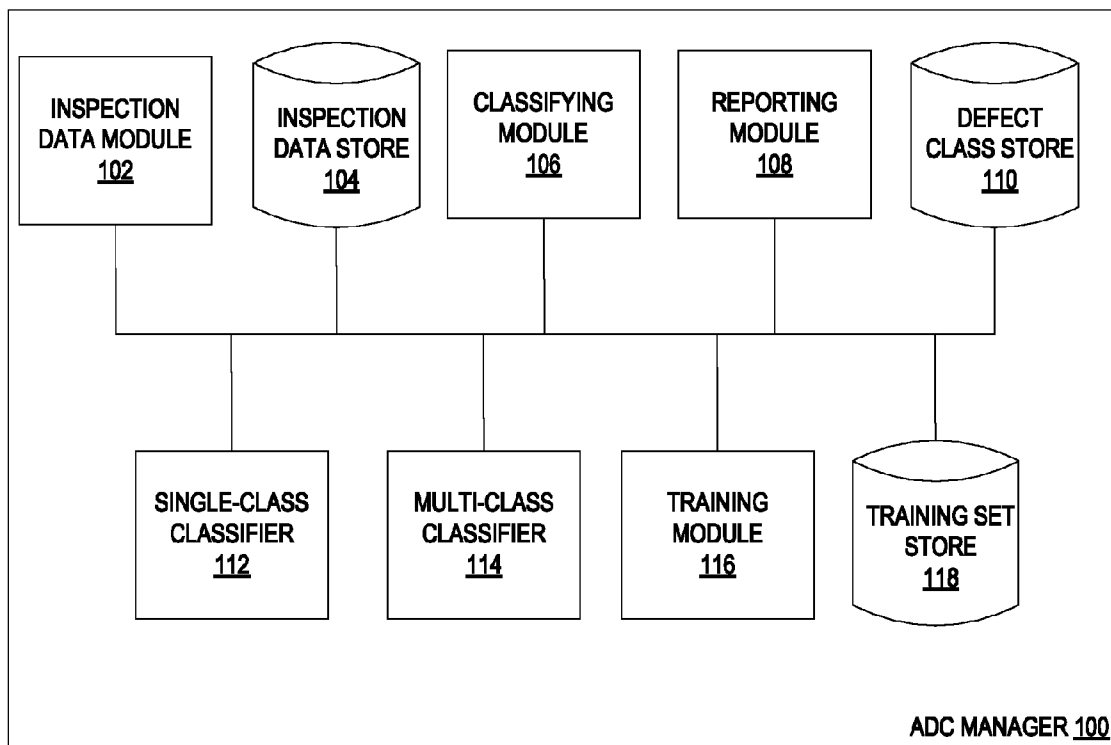 INSPECTION
DATA MODULE
102
INSPECTION
DATA STORE
104
CLASSIFYING
MODULE
106
REPORTING
MODULE
108
DEFECT
CLASS STORE
110
SINGLE-CLASS
CLASSIFIER
112
MULTI-CLASS
CLASSIFIER
114
TRAINING
MODULE
116
TRAINING SET
STORE
118
ADC MANAGER 100